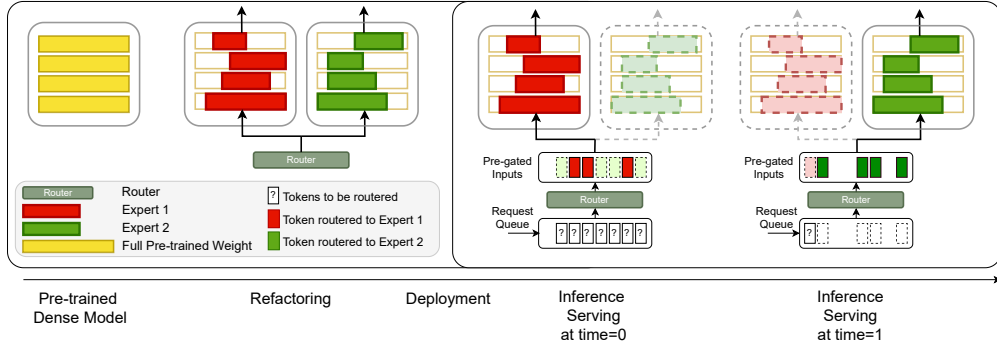 Router
Router
Router
Expert 1
Expert 2
Full Pre-trained Weight
? Tokens to be routered
Token routered to Expert 1
Token routered to Expert 2
Pre-gated
Inputs
Router
Request
Queue
? ? ? ? ? ? ?
Pre-gated
Inputs
Router
Request
Queue
?
Pre-trained
Dense Model
Refactoring
Deployment
Inference
Serving
at time=0
Inference
Serving
at time=1